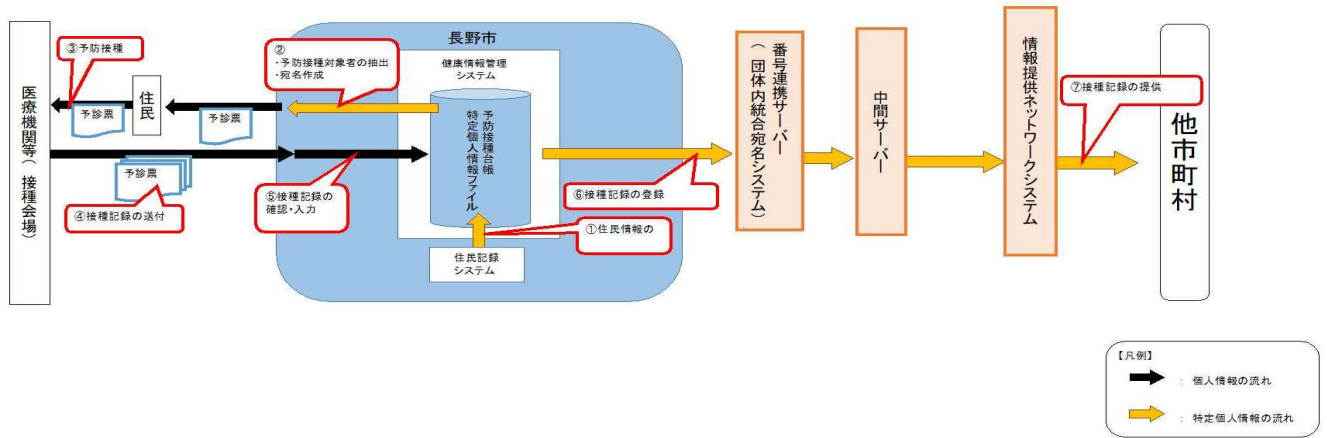 ③予防接種
医療機関等(接種会場)
住民
予診票
予診票
予診票
④接種記録の送付
長野市
②
・予防接種対象者の抽出
・宛名作成
健康情報管理
システム
予防接種台帳
特定個人情報ファイル
⑤接種記録の
確認・入力
①住民情報の
住民記録
システム
⑥接種記録の登録
番号連携サーバー
(団体内統合宛名システム)
中間サーバー
情報提供ネットワークシステム
⑦接種記録の提供
他市町村
【凡例】
: 個人情報の流れ
: 特定個人情報の流れ